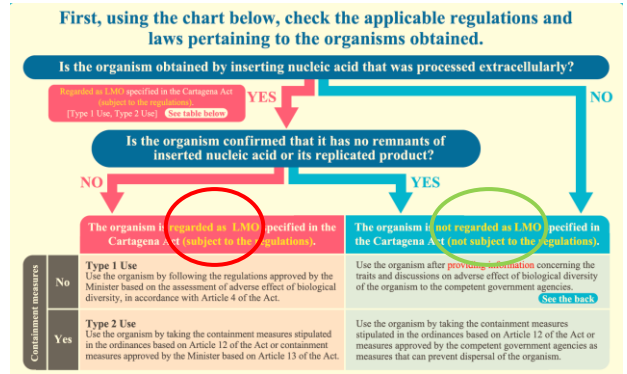 First, using the chart below, check the applicable regulations and
laws pertaining to the organisms obtained.
Is the organism obtained by inserting nucleic acid that was processed extracellularly?
Regarded as LMO specified in the Cartagena Act
(subject to the regulations).
[Type 1 Use, Type 2 Use] See table below
YES
NO
Is the organism confirmed that it has no remnants of
inserted nucleic acid or its replicated product?
NO
YES
The organism is regarded as LMO specified in the
Cartagena Act (subject to the regulations).
The organism is not regarded as LMO specified in
the Cartagena Act (not subject to the regulations).
Containment measures
No
Type 1 Use
Use the organism by following the regulations approved by the
Minister based on the assessment of adverse effect of biological
diversity, in accordance with Article 4 of the Act.
Use the organism after providing information concerning the
traits and discussions on adverse effect of biological diversity
of the organism to the competent government agencies.
See the back
Yes
Type 2 Use
Use the organism by taking the containment measures stipulated
in the ordinances based on Article 12 of the Act or containment
measures approved by the Minister based on Article 13 of the Act.
Use the organism by taking the containment measures
stipulated in the ordinances based on Article 12 of the Act or
measures approved by the competent government agencies as
measures that can prevent dispersal of the organism.